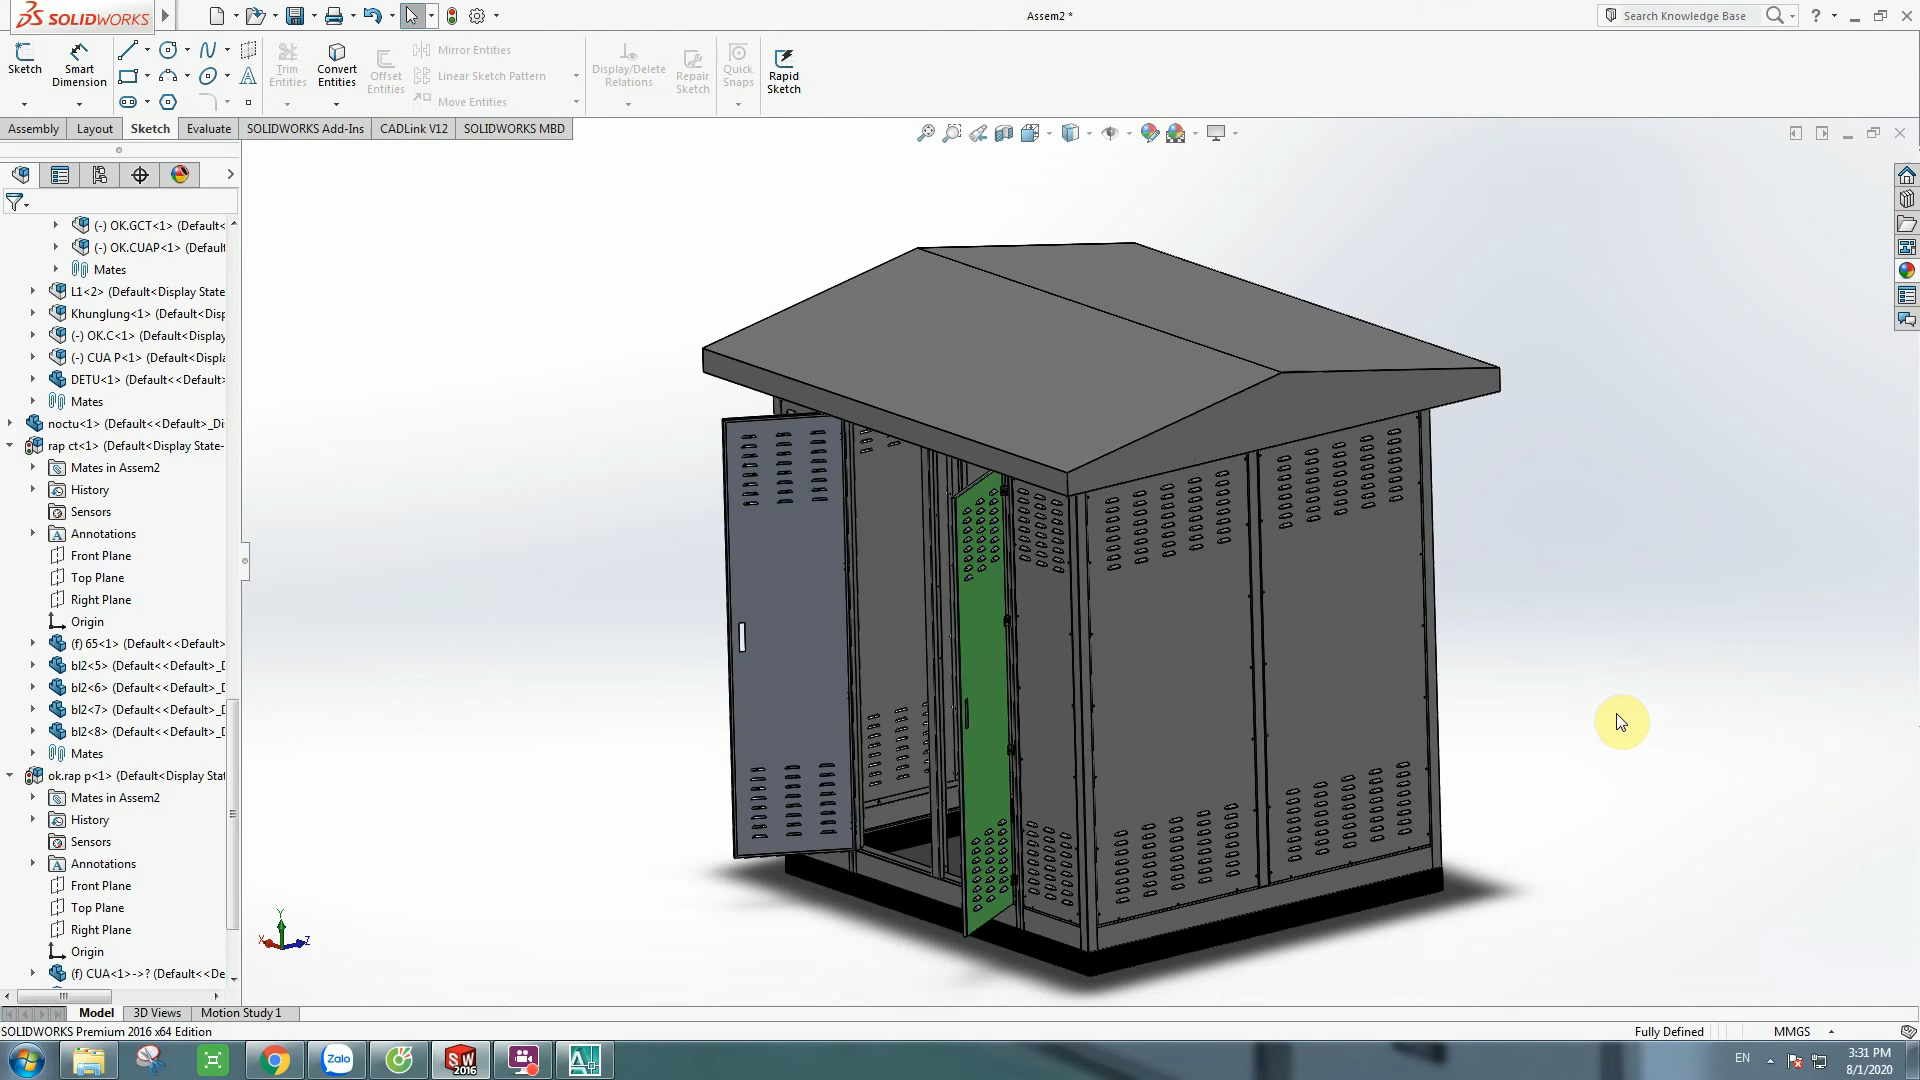 SOLIDWORKS
Assem2 *
Search Knowledge Base
Sketch
Smart Dimension
Trim Entities
Convert Entities
Offset Entities
Mirror Entities
Linear Sketch Pattern
Move Entities
Display/Delete Relations
Repair Sketch
Quick Snaps
Rapid Sketch
Assembly
Layout
Sketch
Evaluate
SOLIDWORKS Add-Ins
CADLink V12
SOLIDWORKS MBD
(-) OK.GCT<1> (Default<
(-) OK.CUAP<1> (Default
Mates
L1<2> (Default<Display State
Khunglung<1> (Default<Disp
(-) OK.C<1> (Default<Display
(-) CUA P<1> (Default<Displa
DETU<1> (Default<<Default>
Mates
noctu<1> (Default<<Default>_Di
rap ct<1> (Default<Display State-
Mates in Assem2
History
Sensors
Annotations
Front Plane
Top Plane
Right Plane
Origin
(f) 65<1> (Default<<Default>
bl2<5> (Default<<Default>_D
bl2<6> (Default<<Default>_D
bl2<7> (Default<<Default>_D
bl2<8> (Default<<Default>_D
Mates
ok.rap p<1> (Default<Display Stat
Mates in Assem2
History
Sensors
Annotations
Front Plane
Top Plane
Right Plane
Origin
(f) CUA<1>->? (Default<<De
Y
X
Z
Model
3D Views
Motion Study 1
SOLIDWORKS Premium 2016 x64 Edition
Fully Defined
MMGS
Zalo
SW
2016
EN
3:31 PM
8/1/2020